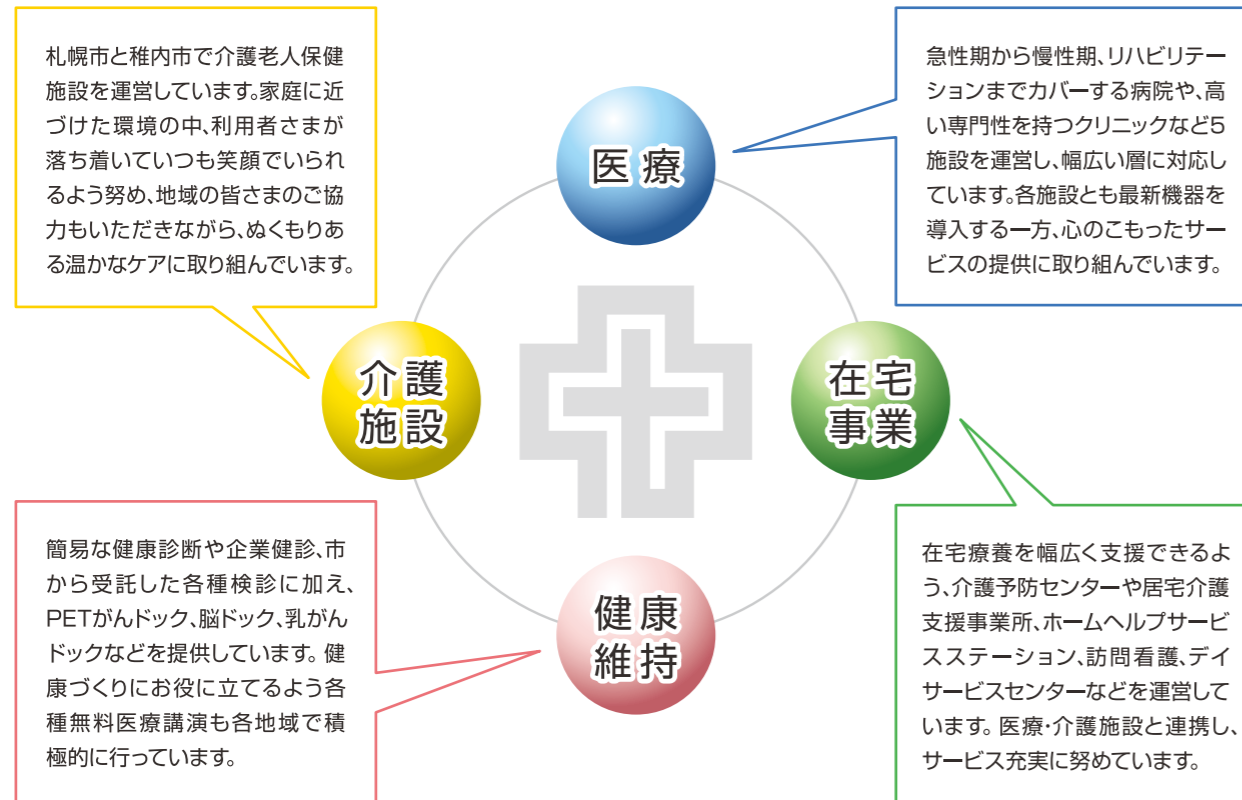 札幌市と稚内市で介護老人保健
施設を運営しています。家庭に近
づけた環境の中、利用者さまが
落ち着いていつも笑顔でいられ
るよう努め、地域の皆さまのご協
力もいただきながら、ぬくもりあ
る温かなケアに取り組んでいます。
医療
急性期から慢性期、リハビリテー
ションまでカバーする病院や、高
い専門性を持つクリニックなど5
施設を運営し、幅広い層に対応し
ています。各施設とも最新機器を
導入する一方、心のこもったサー
ビスの提供に取り組んでいます。
介護
施設
在宅
事業
簡易な健康診断や企業健診、市
から受託した各種検診に加え、
PETがんドック、脳ドック、乳がん
ドックなどを提供しています。健
康づくりにお役に立てるよう各
種無料医療講演も各地域で積
極的に行っています。
健康
維持
在宅療養を幅広く支援できるよ
う、介護予防センターや居宅介護
支援事業所、ホームヘルプサービ
スステーション、訪問看護、デイ
サービスセンターなどを運営して
います。医療・介護施設と連携し、
サービス充実に努めています。